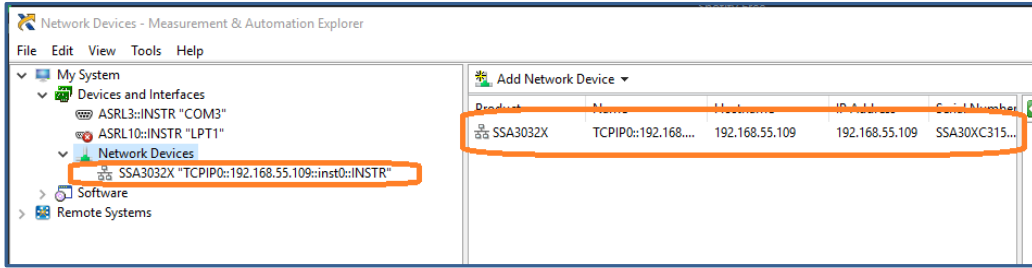 Network Devices - Measurement & Automation Explorer
File Edit View Tools Help
My System
Devices and Interfaces
ASRL3::INSTR "COM3"
ASRL10::INSTR "LPT1"
Network Devices
SSA3032X "TCPIP0::192.168.55.109::inst0::INSTR"
Software
Remote Systems
Add Network Device
Product Name Hostname IP Address Serial Number
SSA3032X TCPIP0::192.168.... 192.168.55.109 192.168.55.109 SSA30XC315...